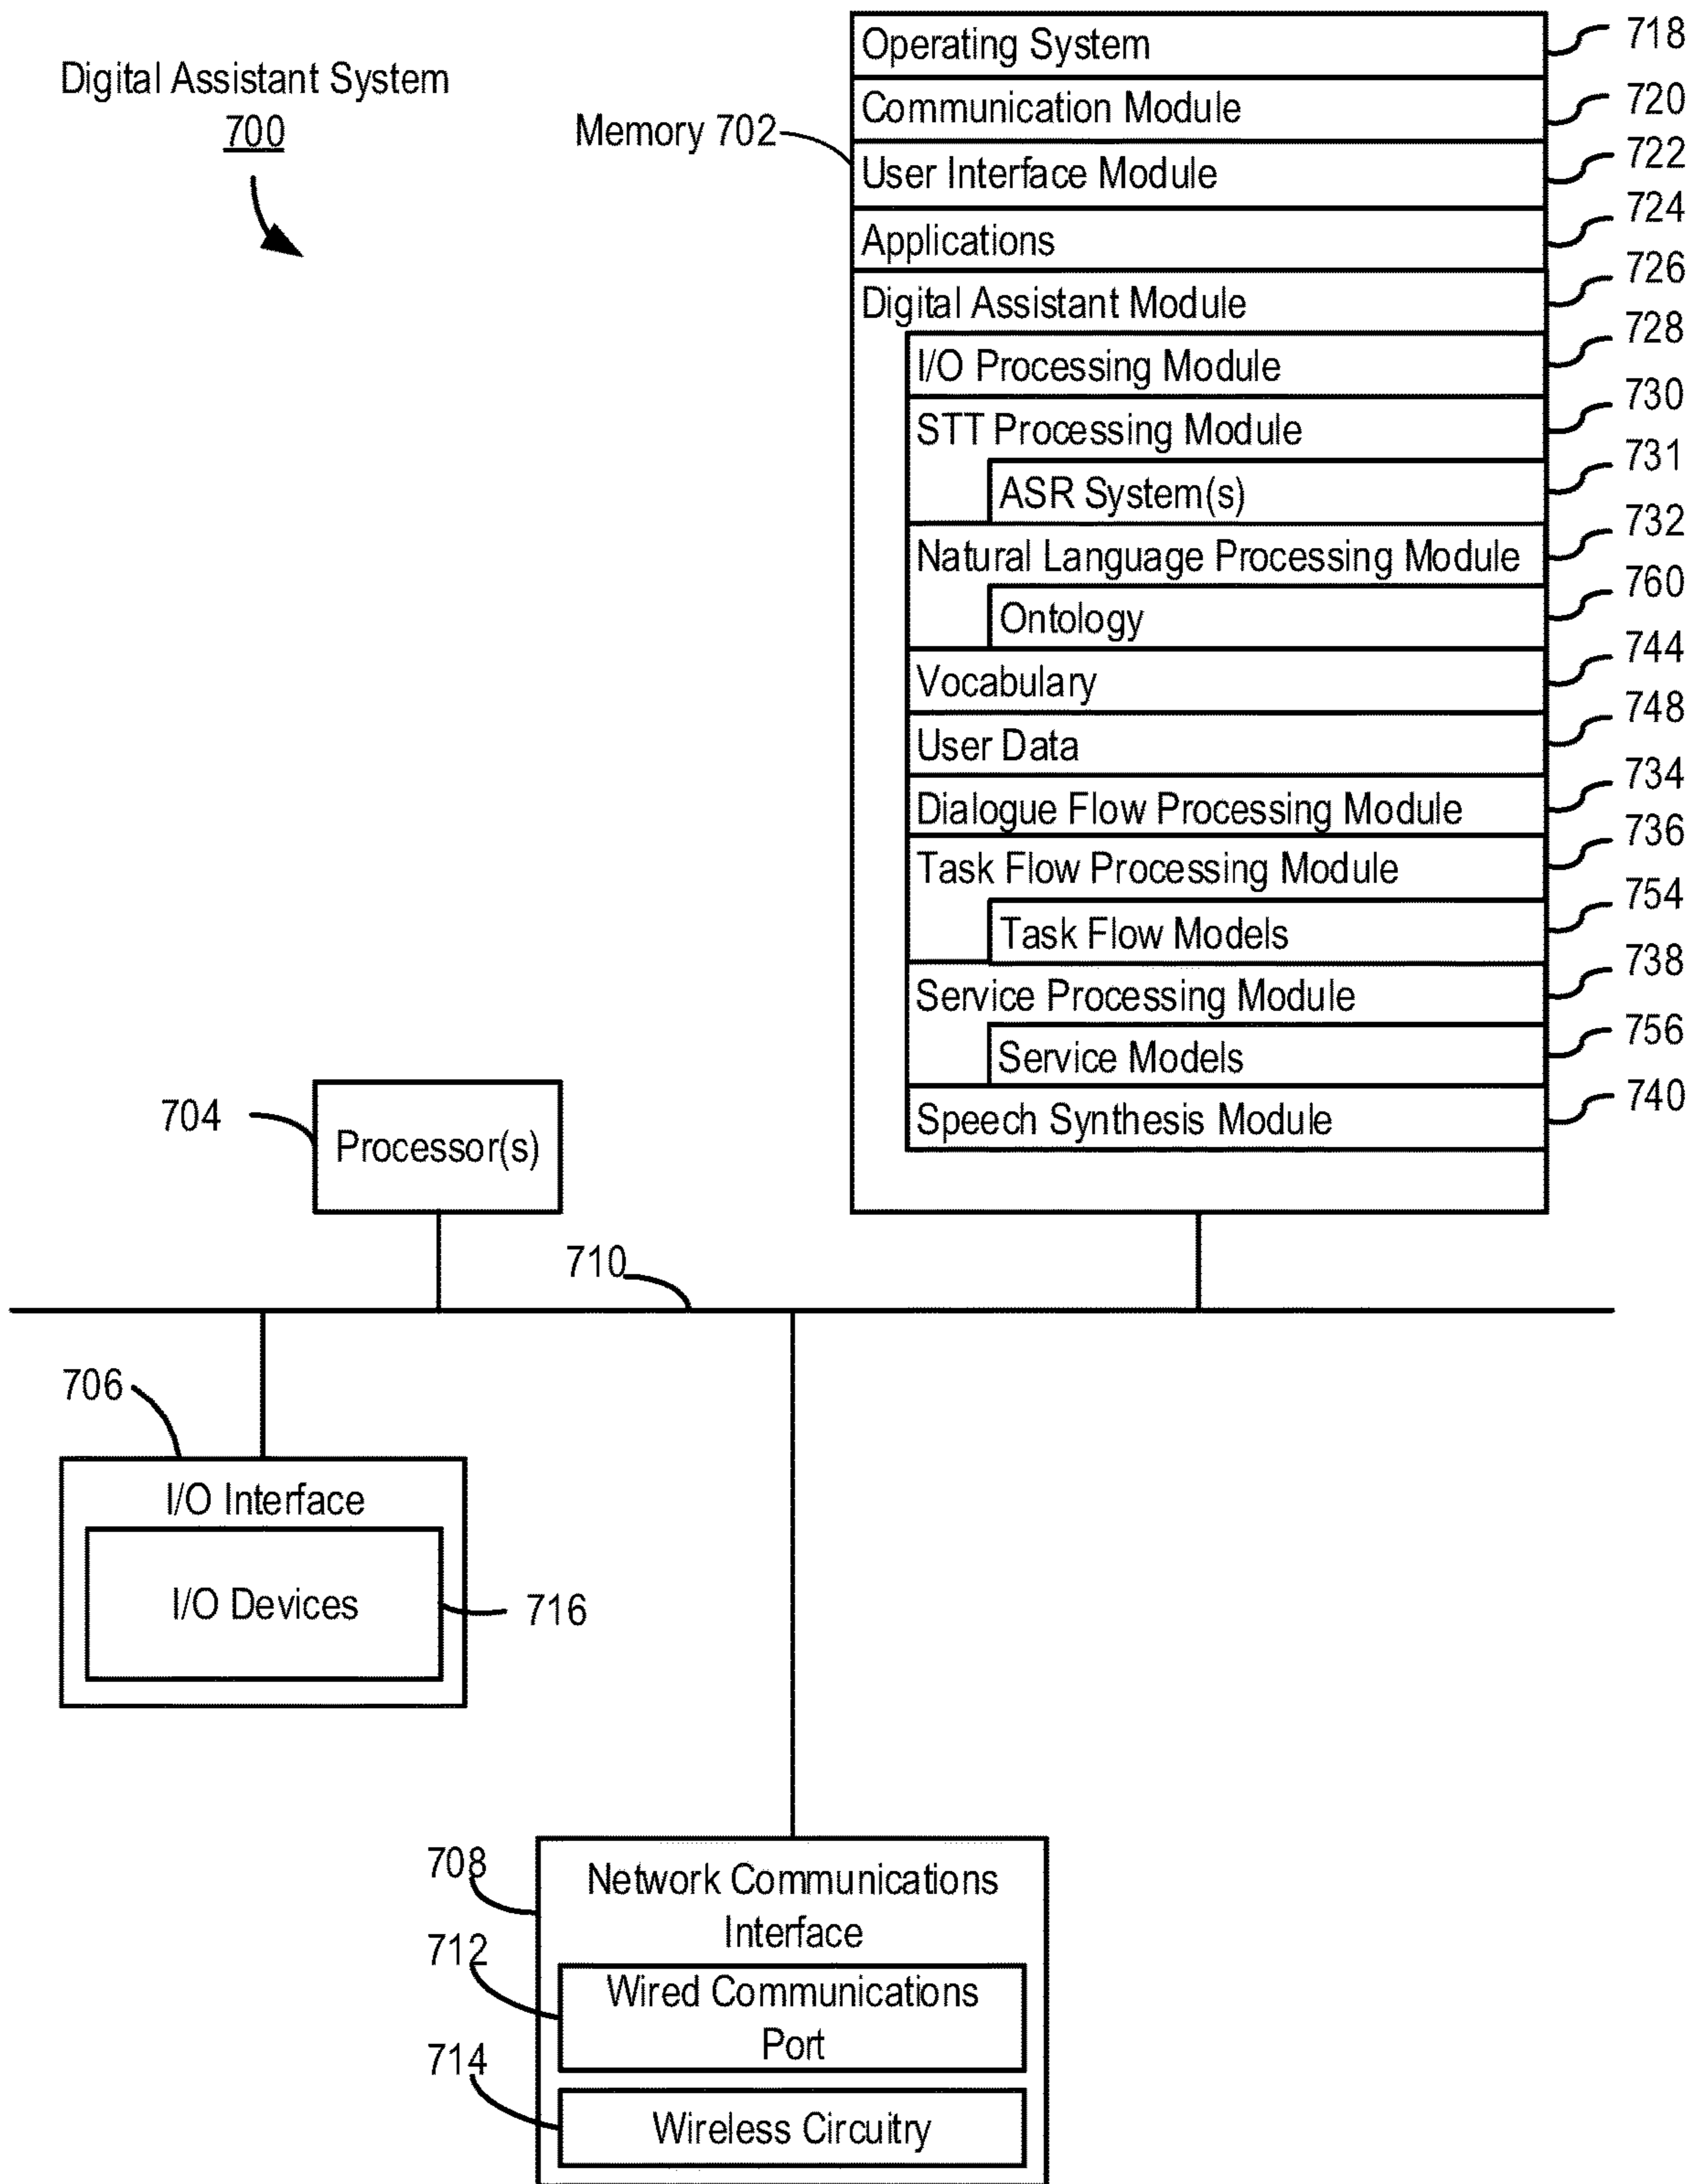 Digital Assistant System
700
Memory 702
Operating System 718
Communication Module 720
User Interface Module 722
Applications 724
Digital Assistant Module 726
I/O Processing Module 728
STT Processing Module 730
ASR System(s) 731
Natural Language Processing Module 732
Ontology 760
Vocabulary 744
User Data 748
Dialogue Flow Processing Module 734
Task Flow Processing Module 736
Task Flow Models 754
Service Processing Module 738
Service Models 756
Speech Synthesis Module 740
704
Processor(s)
710
706
I/O Interface
I/O Devices
716
708
Network Communications
Interface
712
Wired Communications
Port
714
Wireless Circuitry